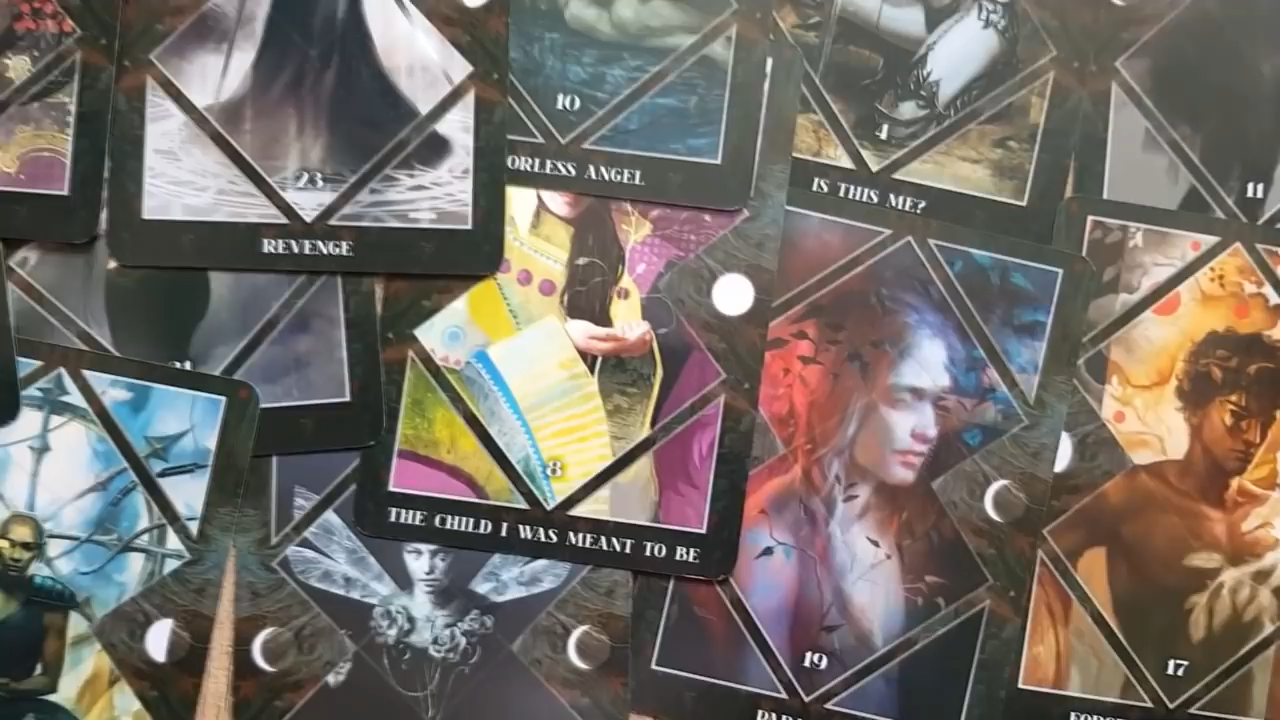 10
4
23
11
ORLESS ANGEL
IS THIS ME?
REVENGE
8
THE CHILD I WAS MEANT TO BE
19
17